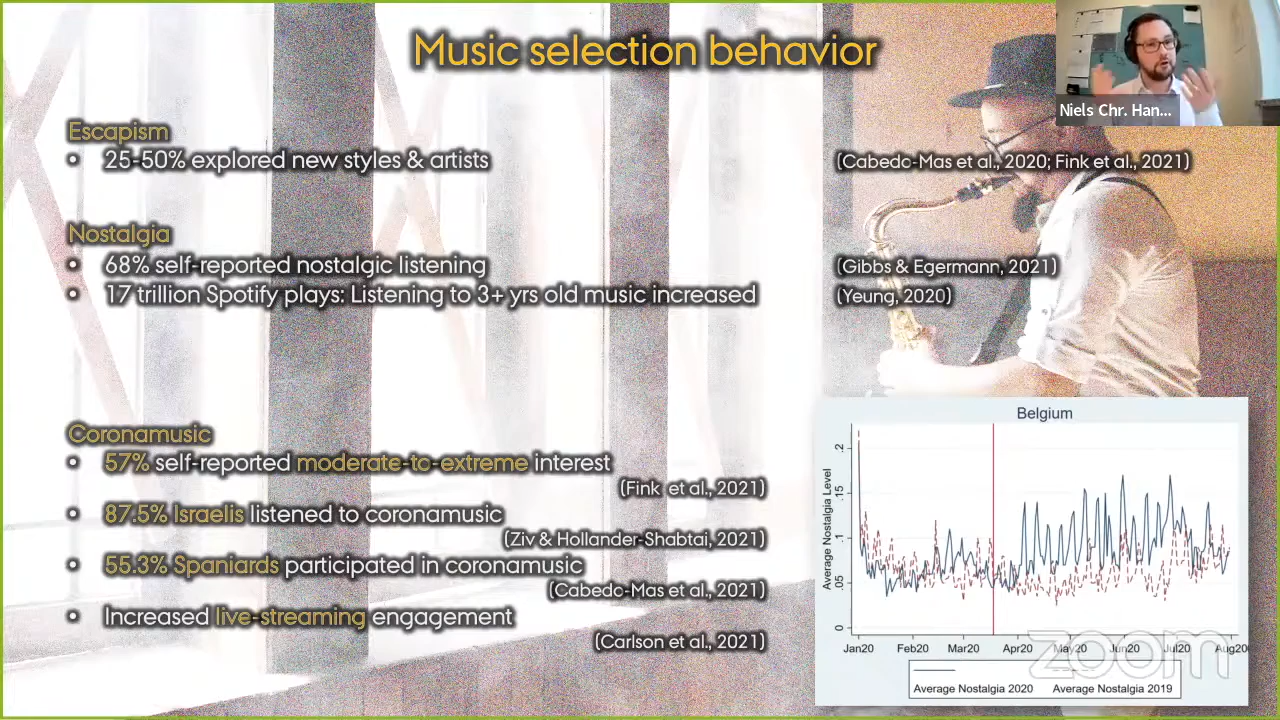 Music selection behavior
Niels Chr. Han...
Escapism
• 25-50% explored new styles & artists (Cabedo-Mas et al., 2020; Fink et al., 2021)
Nostalgia
• 68% self-reported nostalgic listening (Gibbs & Egermann, 2021)
• 17 trillion Spotify plays: Listening to 3+ yrs old music increased (Yeung, 2020)
Coronamusic
• 57% self-reported moderate-to-extreme interest
(Fink et al., 2021)
• 87.5% Israelis listened to coronamusic
(Ziv & Hollander-Shabtai, 2021)
• 55.3% Spaniards participated in coronamusic
(Cabedo-Mas et al., 2021)
• Increased live-streaming engagement
(Carlson et al., 2021)
Belgium
Average Nostalgia Level
.2
.15
.1
.05
0
Jan20 Feb20 Mar20 Apr20 May20 Jun20 Jul20 Aug20
Average Nostalgia 2020 Average Nostalgia 2019
zoom